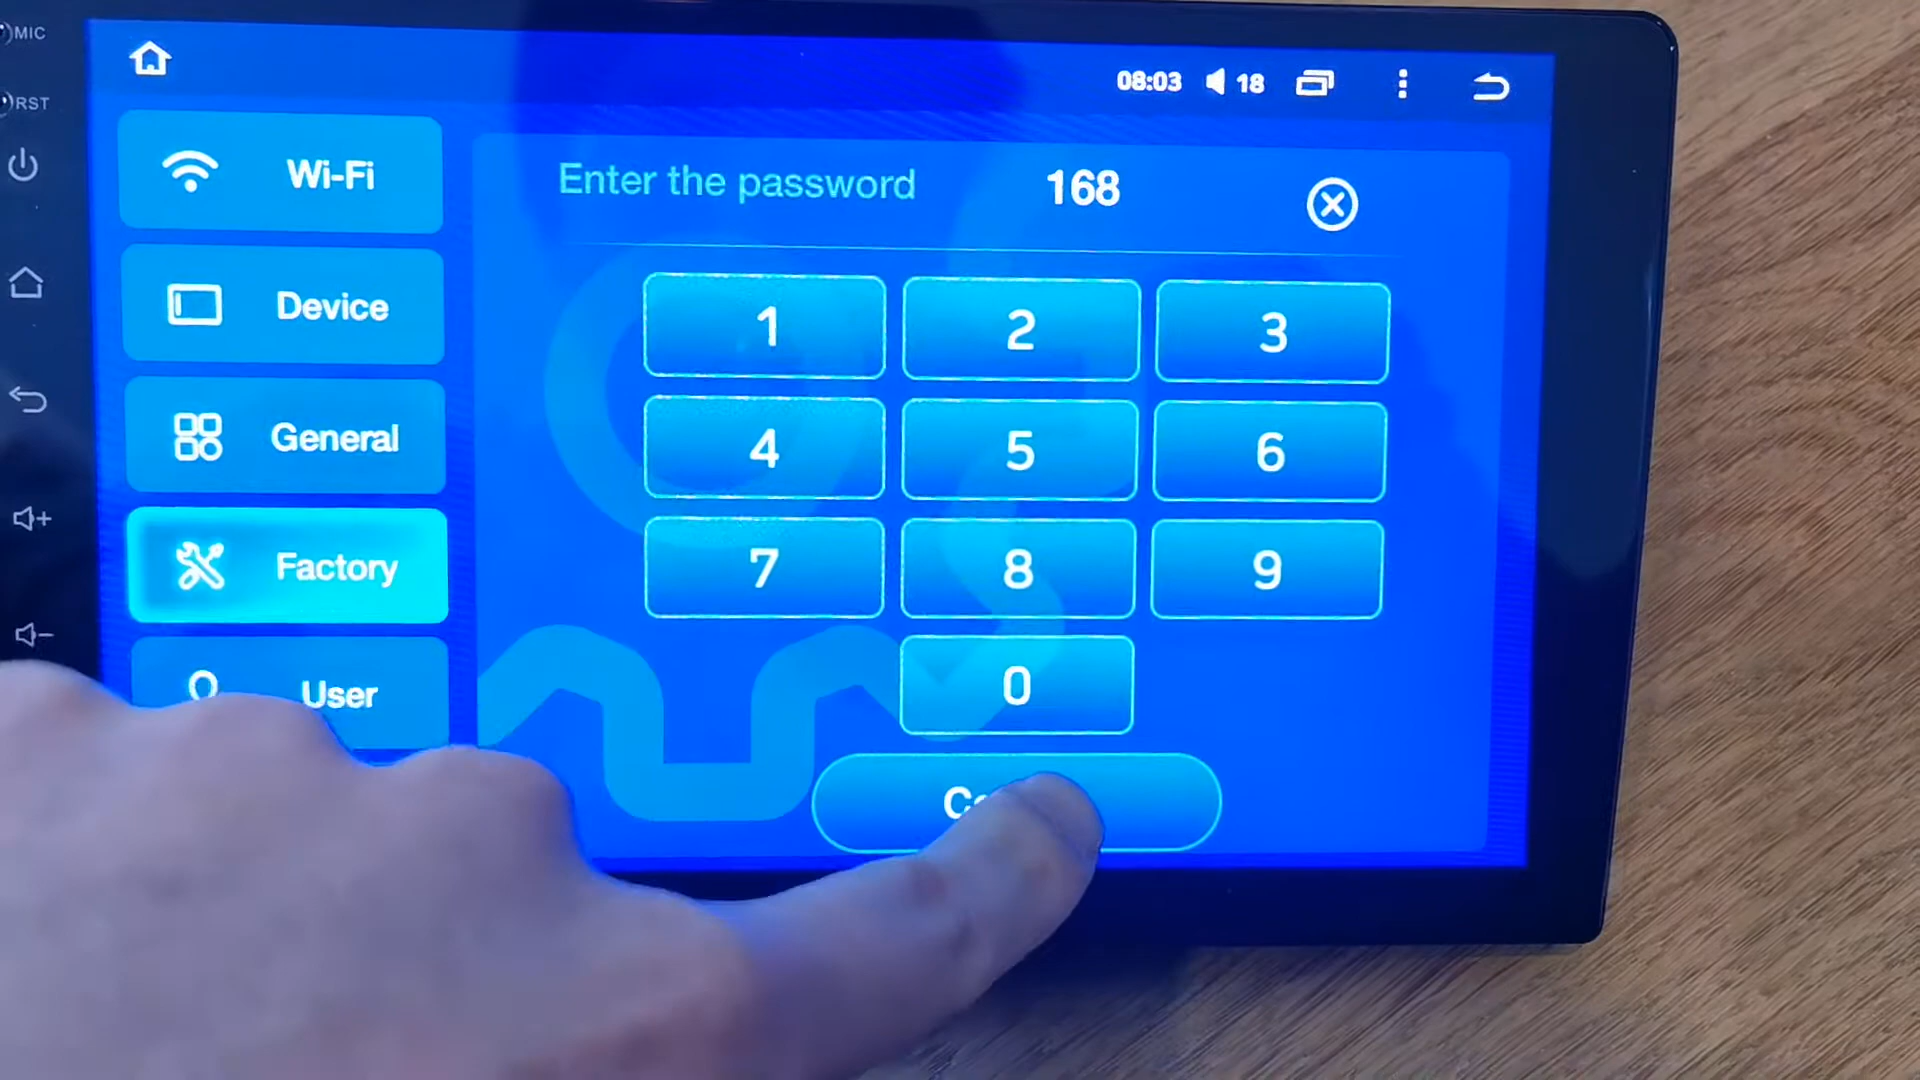 MIC
RST
08:03 18
Wi-Fi
Device
General
Factory
User
Enter the password 168
1 2 3
4 5 6
7 8 9
0